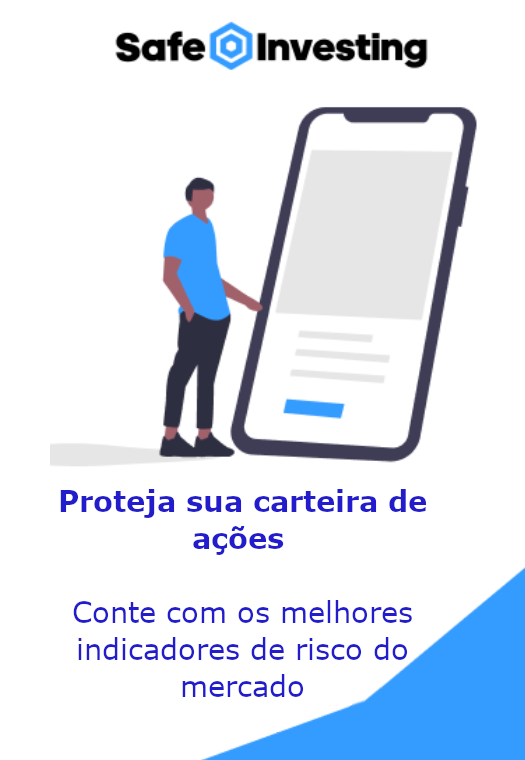 Safe Investing
Proteja sua carteira de
ações
Conte com os melhores
indicadores de risco do
mercado